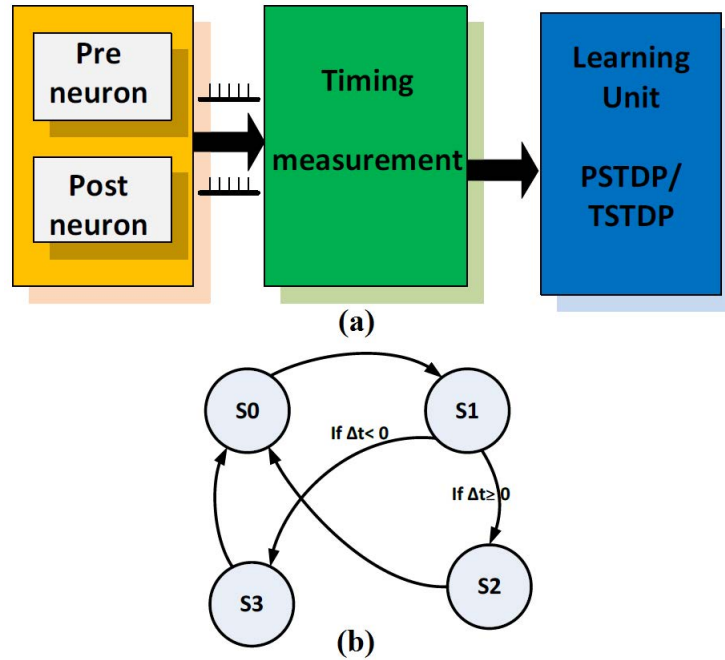 Pre
neuron
Post
neuron
Timing
measurement
Learning
Unit
PSTDP/
TSTDP
(a)
S0
S1
If Δt< 0
If Δt≥ 0
S3
S2
(b)